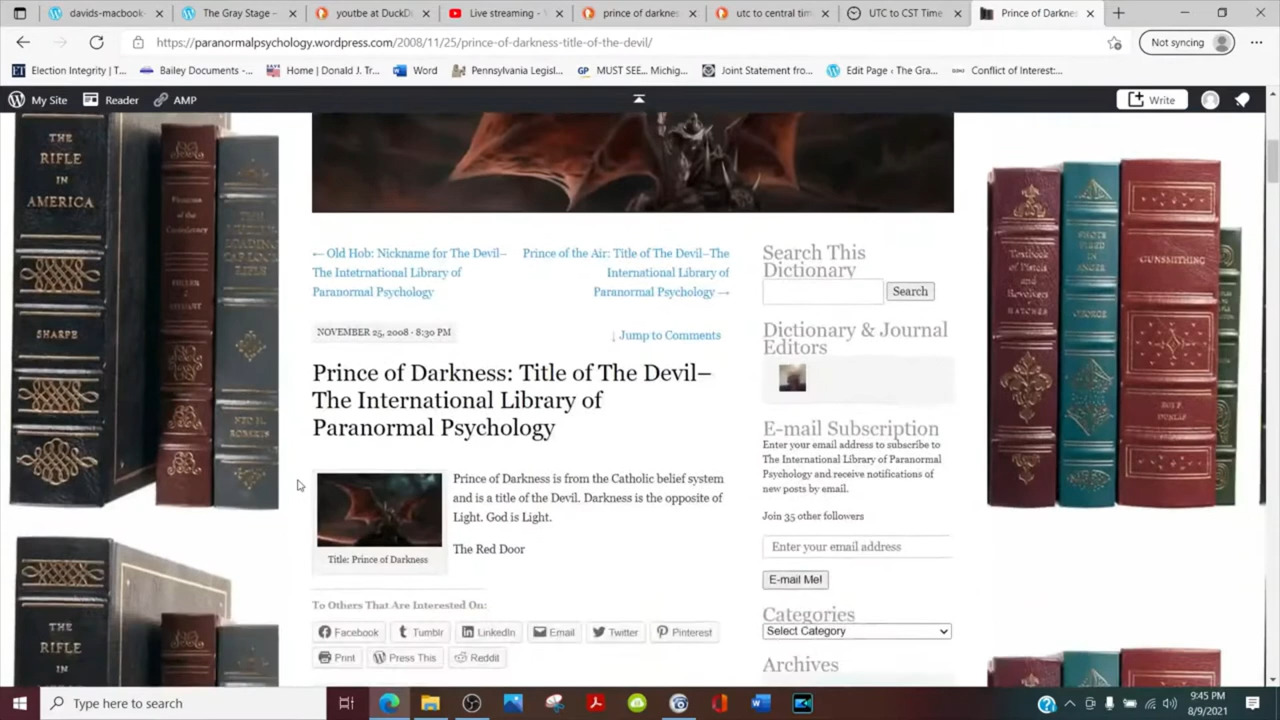 davids-macbook-
The Gray Stage –
youtbe at DuckD
Live streaming -
prince of darknes
utc to central tim
UTC to CST Time
Prince of Darknes
https://paranormalpsychology.wordpress.com/2008/11/25/prince-of-darkness-title-of-the-devil/
Not syncing
Election Integrity | T...
Bailey Documents -...
Home | Donald J. Tr...
Word
Pennsylvania Legisl...
MUST SEE... Michig...
Joint Statement fro...
Edit Page ‹ The Gra...
Conflict of Interest:...
My Site
Reader
AMP
Write
THE
RIFLE
IN
AMERICA
SHARPE
GUNSMITHING
← Old Hob: Nickname for The Devil–
The Intetrnational Library of
Paranormal Psychology
Prince of the Air: Title of The Devil–The
International Library of
Paranormal Psychology →
Search This
Dictionary
Search
NOVEMBER 25, 2008 · 8:30 PM
↓ Jump to Comments
Dictionary & Journal
Editors
Prince of Darkness: Title of The Devil–
The International Library of
Paranormal Psychology
E-mail Subscription
Enter your email address to subscribe to
The International Library of Paranormal
Psychology and receive notifications of
new posts by email.
Join 35 other followers
Enter your email address
E-mail Me!
Prince of Darkness is from the Catholic belief system
and is a title of the Devil. Darkness is the opposite of
Light. God is Light.
The Red Door
Title: Prince of Darkness
To Others That Are Interested On:
Facebook
Tumblr
LinkedIn
Email
Twitter
Pinterest
Print
Press This
Reddit
Categories
Select Category
Archives
THE
RIFLE
IN
Type here to search
9:45 PM
8/9/2021